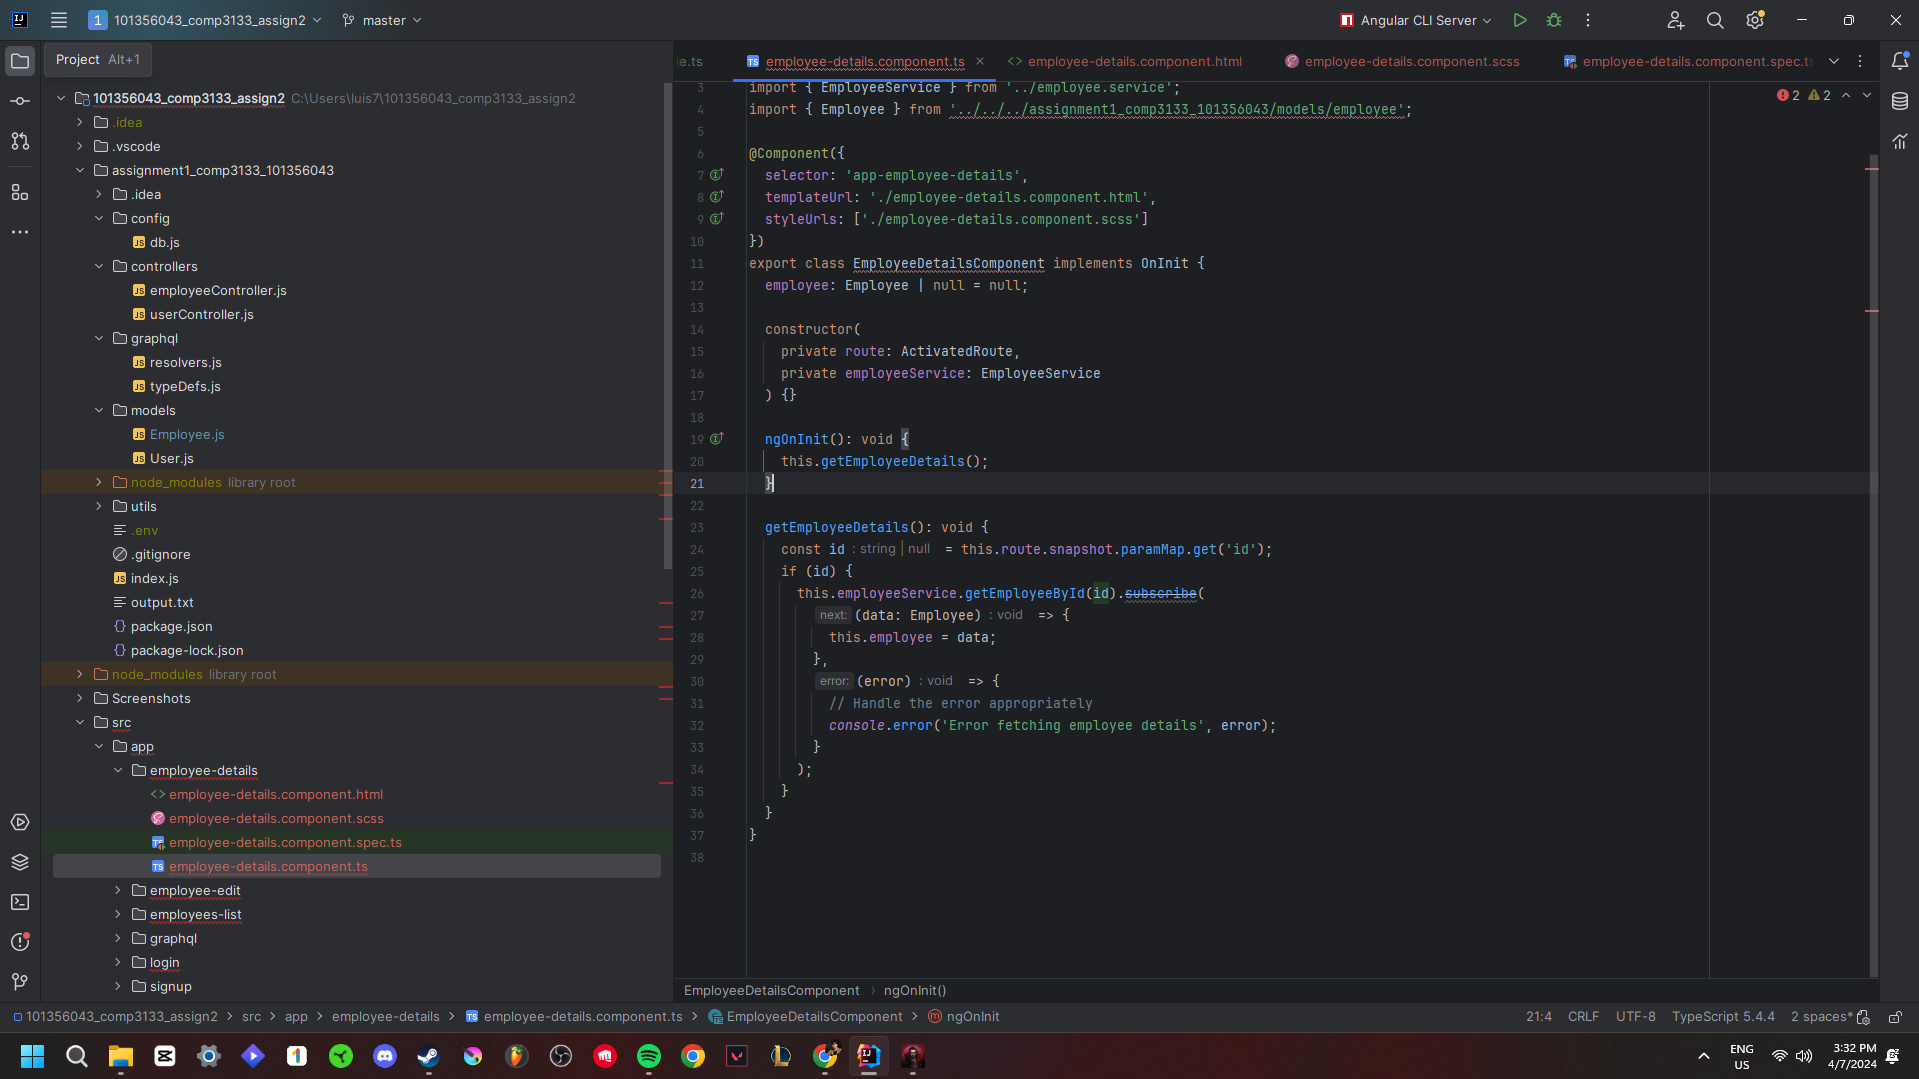 1 101356043_comp3133_assign2
master
Angular CLI Server
Project Alt+1
101356043_comp3133_assign2 C:\Users\luis7\101356043_comp3133_assign2
.idea
.vscode
assignment1_comp3133_101356043
.idea
config
db.js
controllers
employeeController.js
userController.js
graphql
resolvers.js
typeDefs.js
models
Employee.js
User.js
node_modules library root
utils
.env
.gitignore
index.js
output.txt
package.json
package-lock.json
node_modules library root
Screenshots
src
app
employee-details
employee-details.component.html
employee-details.component.scss
employee-details.component.spec.ts
employee-details.component.ts
employee-edit
employees-list
graphql
login
signup
e.ts
employee-details.component.ts
employee-details.component.html
employee-details.component.scss
employee-details.component.spec.t
2 2
3 import { EmployeeService } from '../employee.service';
4 import { Employee } from '../../../assignment1_comp3133_101356043/models/employee';
5
6 @Component({
7 selector: 'app-employee-details',
8 templateUrl: './employee-details.component.html',
9 styleUrls: ['./employee-details.component.scss']
10 })
11 export class EmployeeDetailsComponent implements OnInit {
12 employee: Employee | null = null;
13
14 constructor(
15 private route: ActivatedRoute,
16 private employeeService: EmployeeService
17 ) {}
18
19 ngOnInit(): void {
20 this.getEmployeeDetails();
21 }
22
23 getEmployeeDetails(): void {
24 const id : string | null = this.route.snapshot.paramMap.get('id');
25 if (id) {
26 this.employeeService.getEmployeeById(id).subscribe(
27 next: (data: Employee) : void => {
28 this.employee = data;
29 },
30 error: (error) : void => {
31 // Handle the error appropriately
32 console.error('Error fetching employee details', error);
33 }
34 );
35 }
36 }
37 }
38
EmployeeDetailsComponent > ngOnInit()
101356043_comp3133_assign2 > src > app > employee-details > employee-details.component.ts > EmployeeDetailsComponent > ngOnInit
21:4 CRLF UTF-8 TypeScript 5.4.4 2 spaces*
ENG
US
3:32 PM
4/7/2024